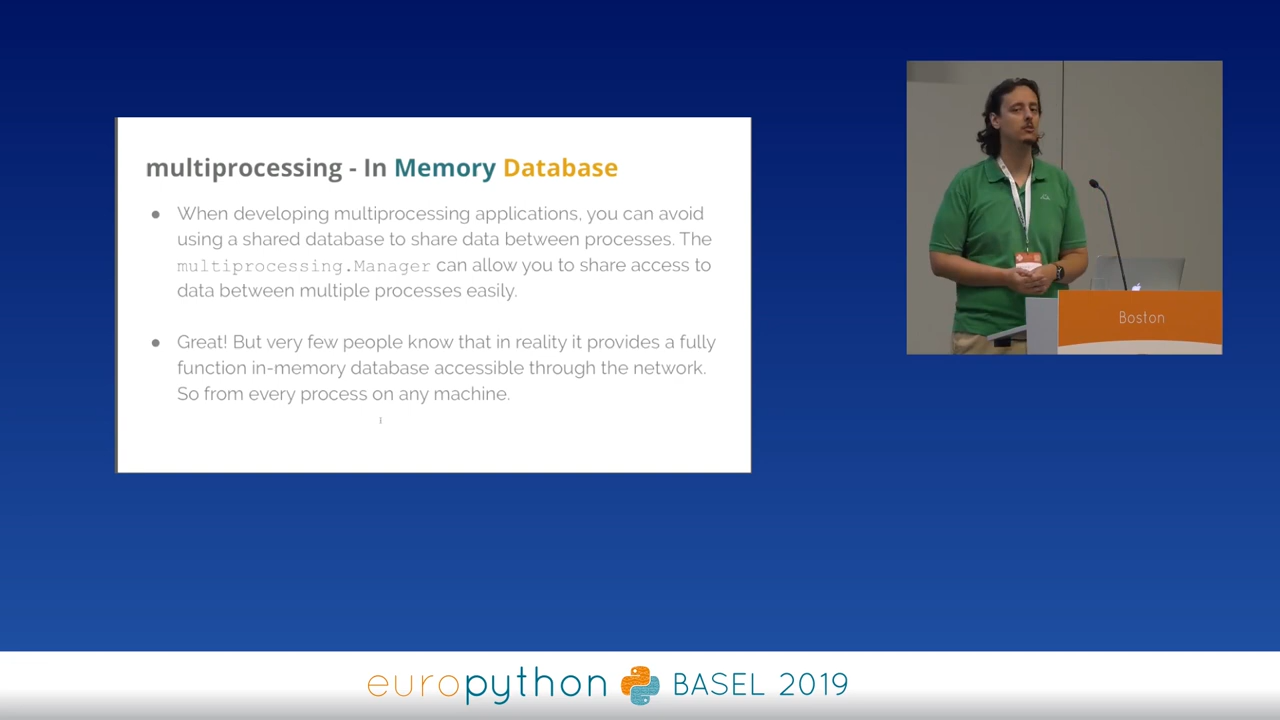 multiprocessing - In Memory Database
● When developing multiprocessing applications, you can avoid
using a shared database to share data between processes. The
multiprocessing.Manager can allow you to share access to
data between multiple processes easily.
● Great! But very few people know that in reality it provides a fully
function in-memory database accessible through the network.
So from every process on any machine.
Boston
europython BASEL 2019